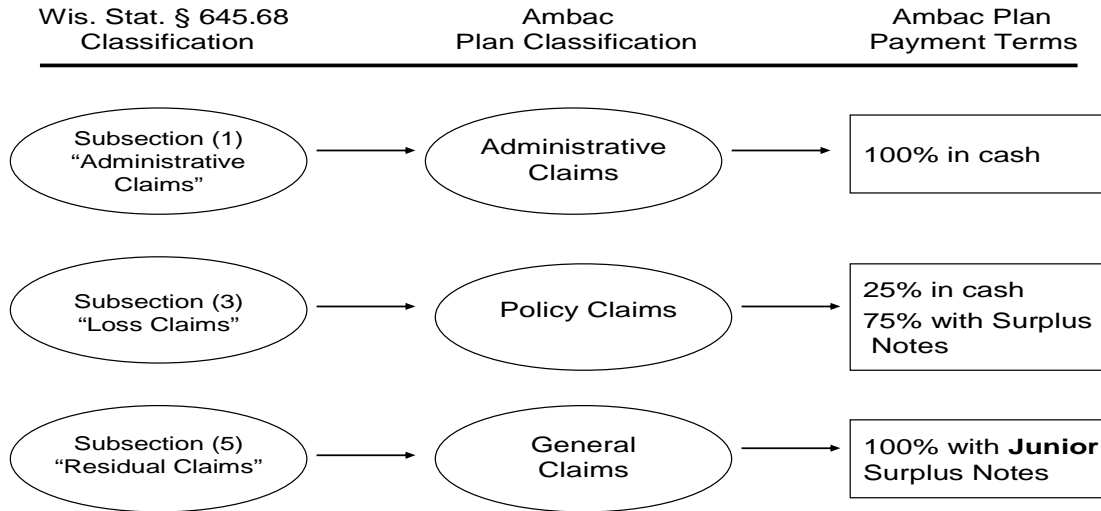 Wis. Stat. § 645.68
Classification
Ambac
Plan Classification
Ambac Plan
Payment Terms
Subsection (1)
“Administrative
Claims”
Administrative
Claims
100% in cash
Subsection (3)
“Loss Claims”
Policy Claims
25% in cash
75% with Surplus
Notes
Subsection (5)
“Residual Claims”
General
Claims
100% with Junior
Surplus Notes